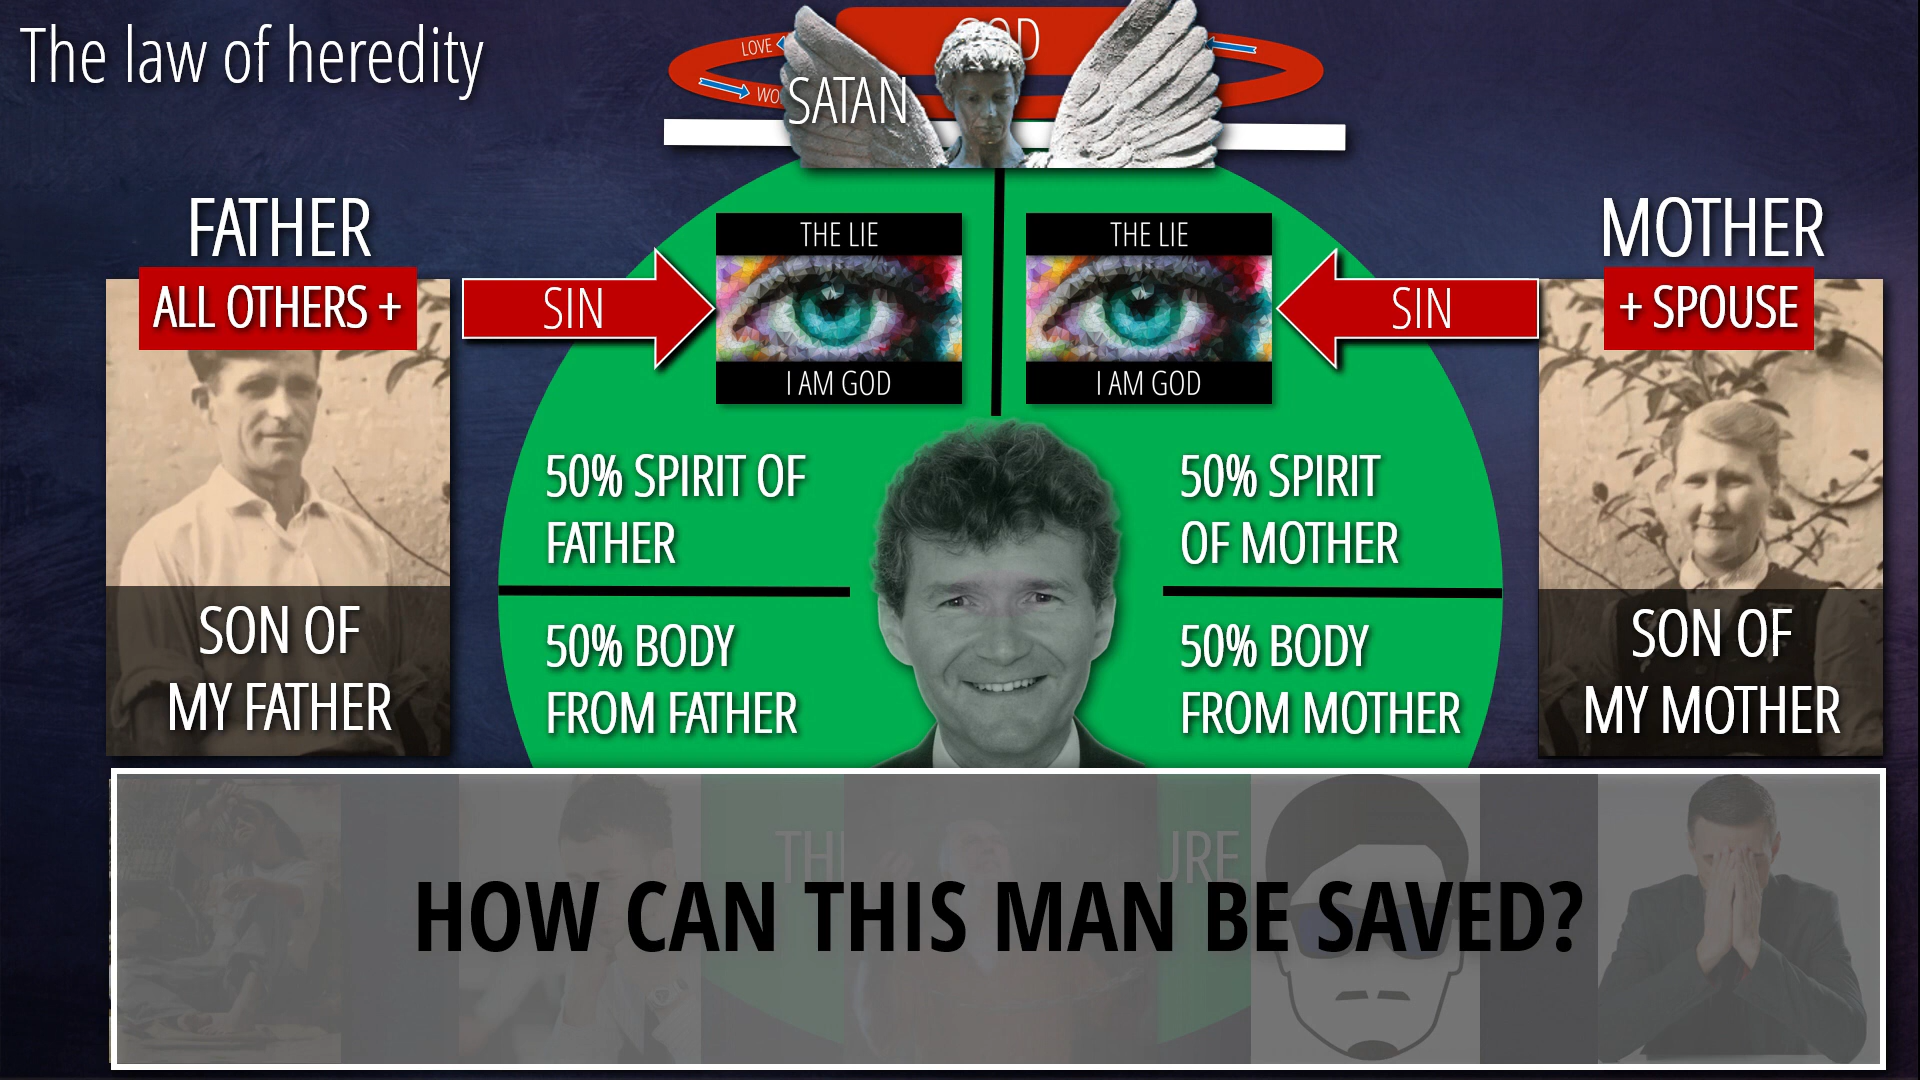 The law of heredity
LOVE
SATAN
FATHER
ALL OTHERS +
SIN
THE LIE
I AM GOD
THE LIE
I AM GOD
SIN
MOTHER
+ SPOUSE
50% SPIRIT OF
FATHER
50% SPIRIT
OF MOTHER
50% BODY
FROM FATHER
50% BODY
FROM MOTHER
SON OF
MY FATHER
SON OF
MY MOTHER
HOW CAN THIS MAN BE SAVED?